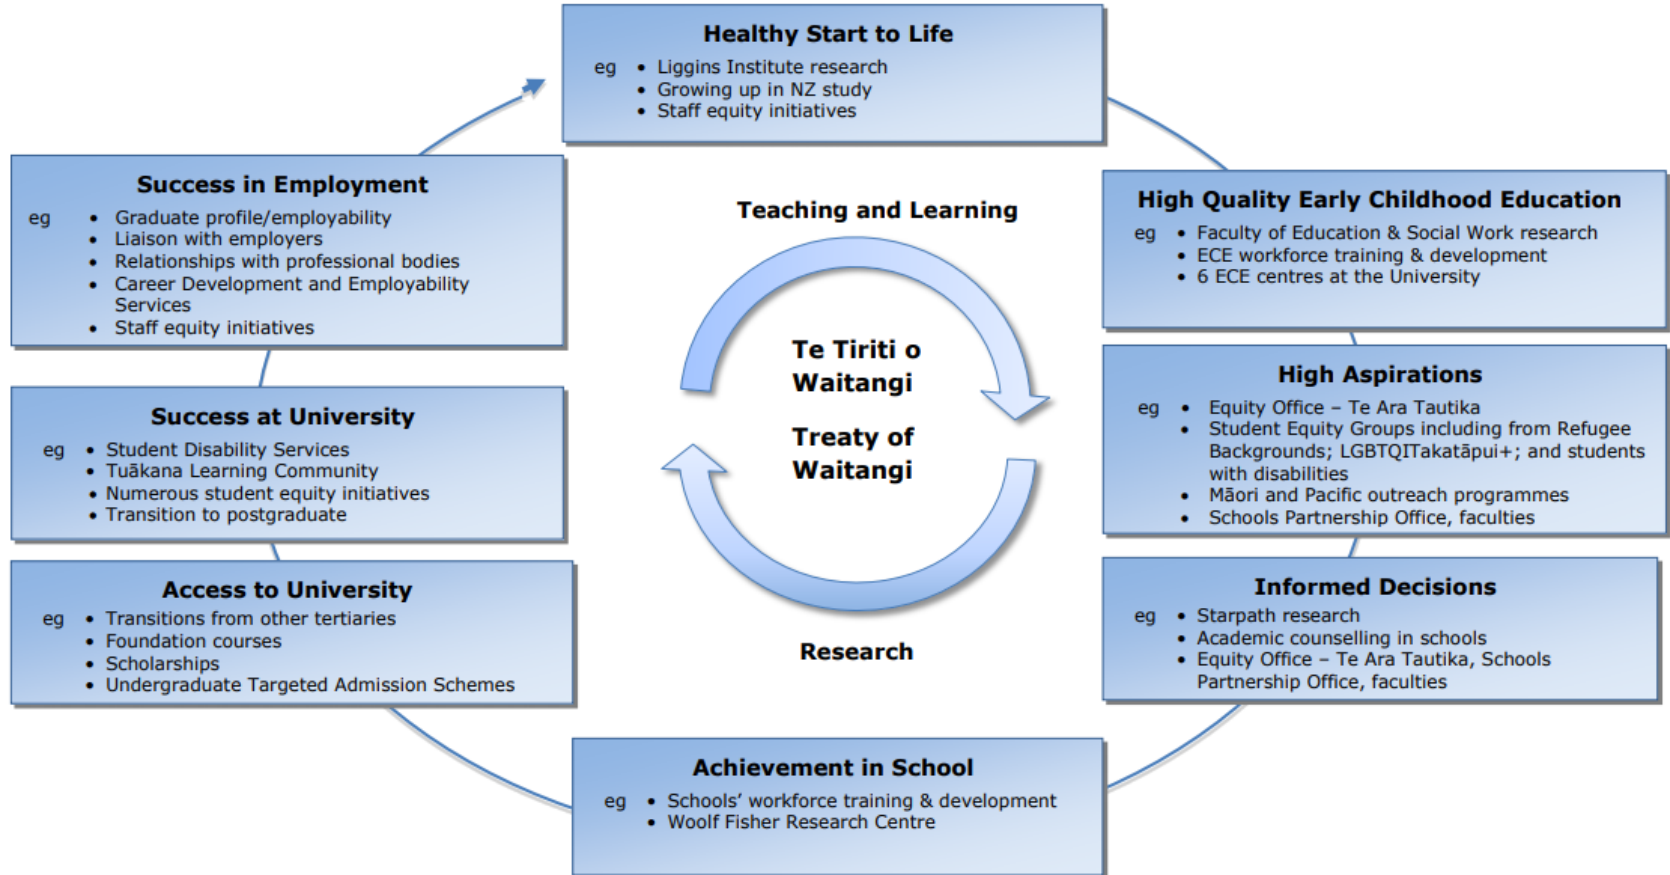 Healthy Start to Life
eg • Liggins Institute research
• Growing up in NZ study
• Staff equity initiatives
High Quality Early Childhood Education
eg • Faculty of Education & Social Work research
• ECE workforce training & development
• 6 ECE centres at the University
High Aspirations
eg • Equity Office – Te Ara Tautika
• Student Equity Groups including from Refugee
Backgrounds; LGBTQITakatāpui+; and students
with disabilities
• Māori and Pacific outreach programmes
• Schools Partnership Office, faculties
Informed Decisions
eg • Starpath research
• Academic counselling in schools
• Equity Office – Te Ara Tautika, Schools
Partnership Office, faculties
Achievement in School
eg • Schools’ workforce training & development
• Woolf Fisher Research Centre
Access to University
eg • Transitions from other tertiaries
• Foundation courses
• Scholarships
• Undergraduate Targeted Admission Schemes
Success at University
eg • Student Disability Services
• Tuākana Learning Community
• Numerous student equity initiatives
• Transition to postgraduate
Success in Employment
eg • Graduate profile/employability
• Liaison with employers
• Relationships with professional bodies
• Career Development and Employability
Services
• Staff equity initiatives
Teaching and Learning
Te Tiriti o
Waitangi
Treaty of
Waitangi
Research